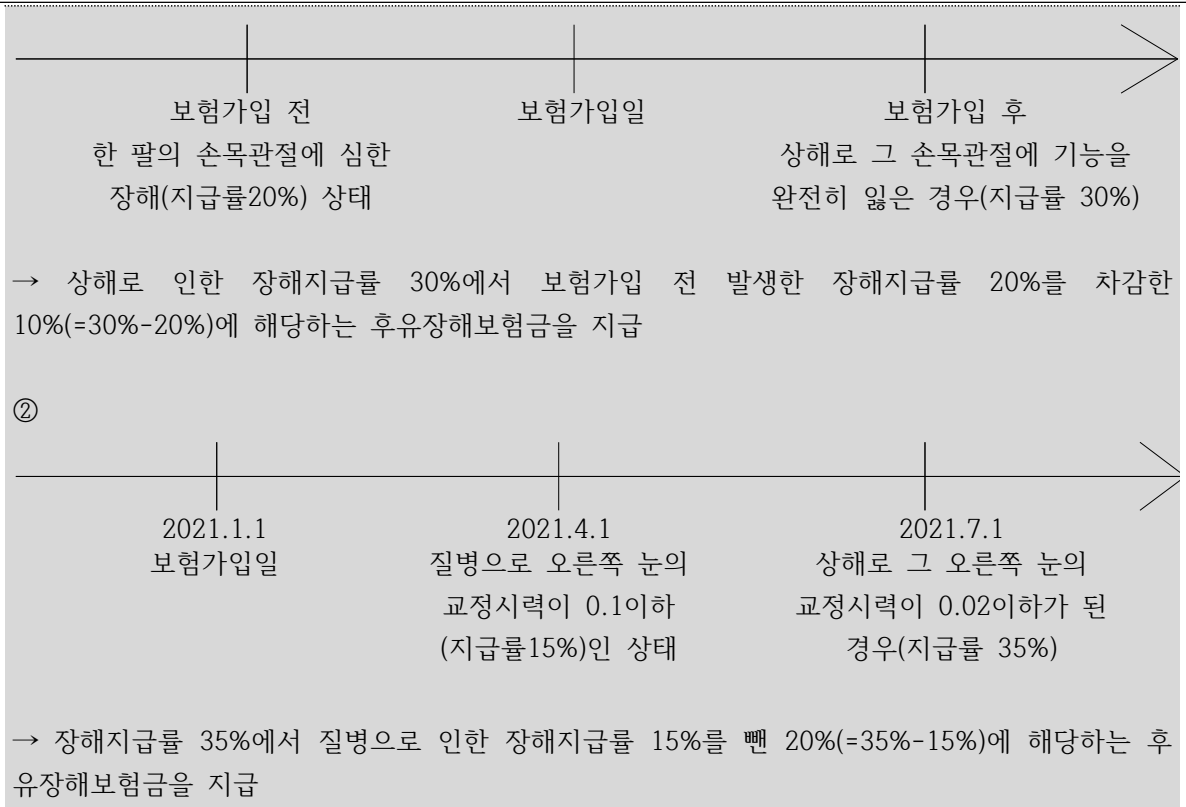 보험가입 전 보험가입일 보험가입 후
한 팔의 손목관절에 심한 상해로 그 손목관절에 기능을
장해(지급률20%) 상태 완전히 잃은 경우(지급률 30%)
→ 상해로 인한 장해지급률 30%에서 보험가입 전 발생한 장해지급률 20%를 차감한
10%(=30%-20%)에 해당하는 후유장해보험금을 지급
②
2021.1.1 2021.4.1 2021.7.1
보험가입일 질병으로 오른쪽 눈의 상해로 그 오른쪽 눈의
교정시력이 0.1이하 교정시력이 0.02이하가 된
(지급률15%)인 상태 경우(지급률 35%)
→ 장해지급률 35%에서 질병으로 인한 장해지급률 15%를 뺀 20%(=35%-15%)에 해당하는 후
유장해보험금을 지급